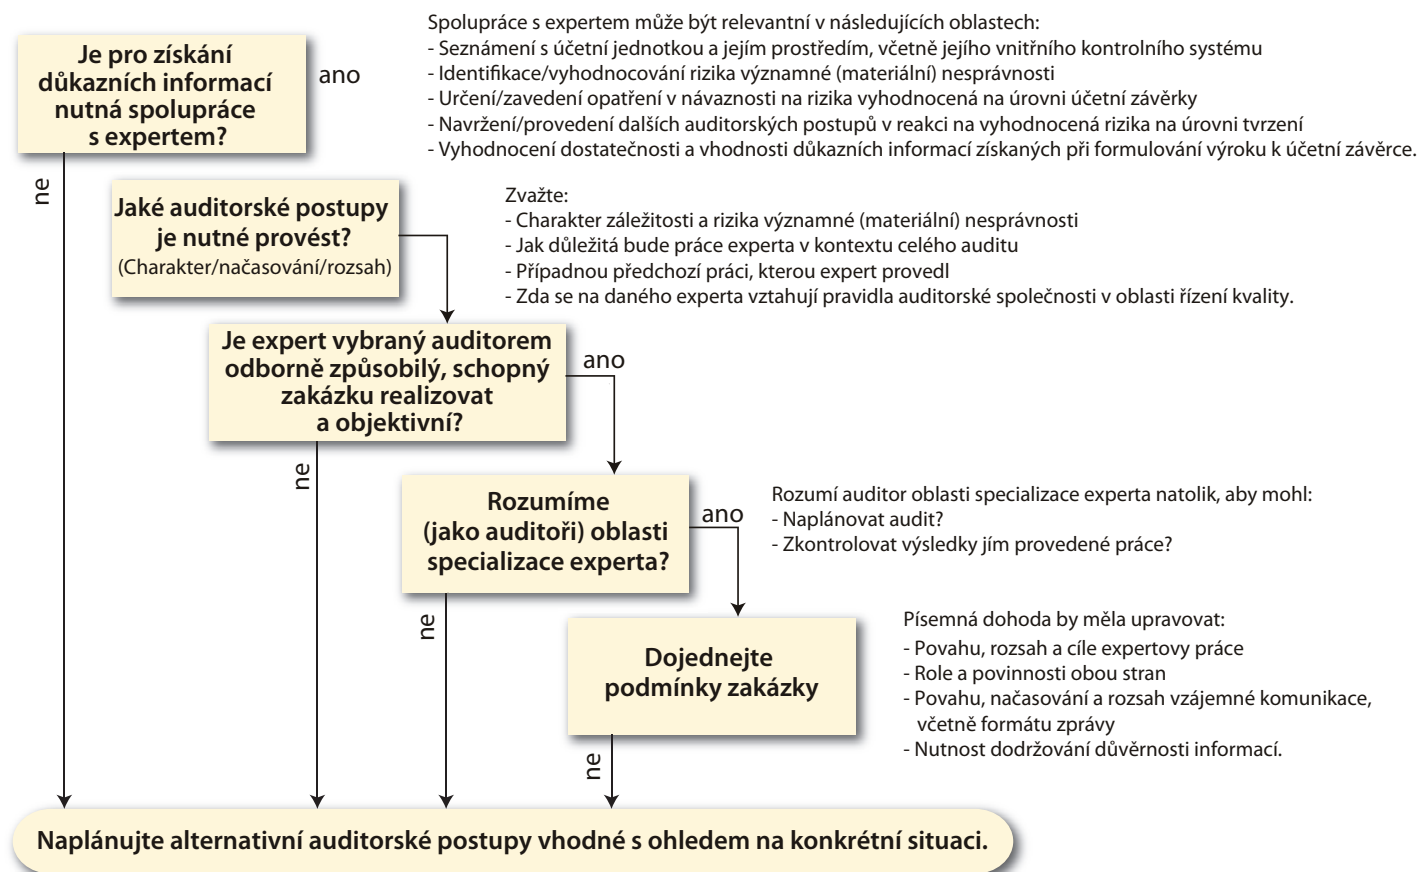 Je pro získání
důkazních informací
nutná spolupráce
s expertem?
ano
Spolupráce s expertem může být relevantní v následujících oblastech:
- Seznámení s účetní jednotkou a jejím prostředím, včetně jejího vnitřního kontrolního systému
- Identifikace/vyhodnocování rizika významné (materiální) nesprávnosti
- Určení/zavedení opatření v návaznosti na rizika vyhodnocená na úrovni účetní závěrky
- Navržení/provedení dalších auditorských postupů v reakci na vyhodnocená rizika na úrovni tvrzení
- Vyhodnocení dostatečnosti a vhodnosti důkazních informací získaných při formulování výroku k účetní závěrce.
ne
Jaké auditorské postupy
je nutné provést?
(Charakter/načasování/rozsah)
Zvažte:
- Charakter záležitosti a rizika významné (materiální) nesprávnosti
- Jak důležitá bude práce experta v kontextu celého auditu
- Případnou předchozí práci, kterou expert provedl
- Zda se na daného experta vztahují pravidla auditorské společnosti v oblasti řízení kvality.
Je expert vybraný auditorem
odborně způsobilý, schopný
zakázku realizovat
a objektivní?
ano
ne
Rozumíme
(jako auditoři) oblasti
specializace experta?
ano
Rozumí auditor oblasti specializace experta natolik, aby mohl:
- Naplánovat audit?
- Zkontrolovat výsledky jím provedené práce?
ne
Dojednejte
podmínky zakázky
Písemná dohoda by měla upravovat:
- Povahu, rozsah a cíle expertovy práce
- Role a povinnosti obou stran
- Povahu, načasování a rozsah vzájemné komunikace,
včetně formátu zprávy
- Nutnost dodržování důvěrnosti informací.
ne
Naplánujte alternativní auditorské postupy vhodné s ohledem na konkrétní situaci.